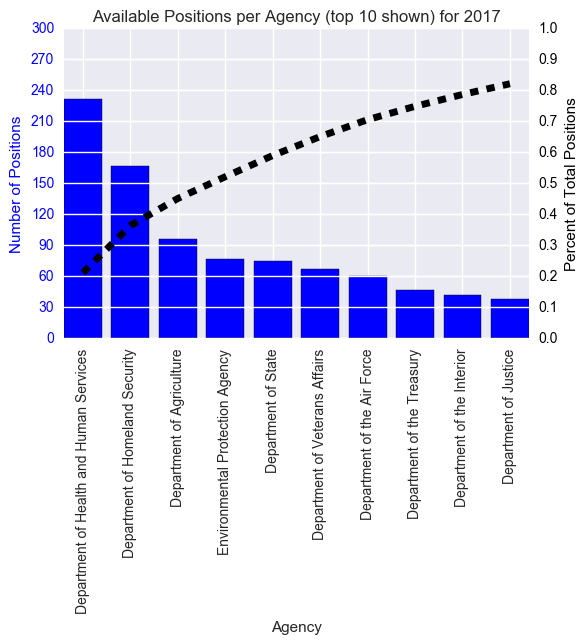 Available Positions per Agency (top 10 shown) for 2017
Number of Positions
300
270
240
210
180
150
120
90
60
30
0
1.0
0.9
0.8
0.7
0.6
0.5
0.4
0.3
0.2
0.1
0.0
Percent of Total Positions
Department of Health and Human Services
Department of Homeland Security
Department of Agriculture
Environmental Protection Agency
Department of State
Department of Veterans Affairs
Department of the Air Force
Department of the Treasury
Department of the Interior
Department of Justice
Agency